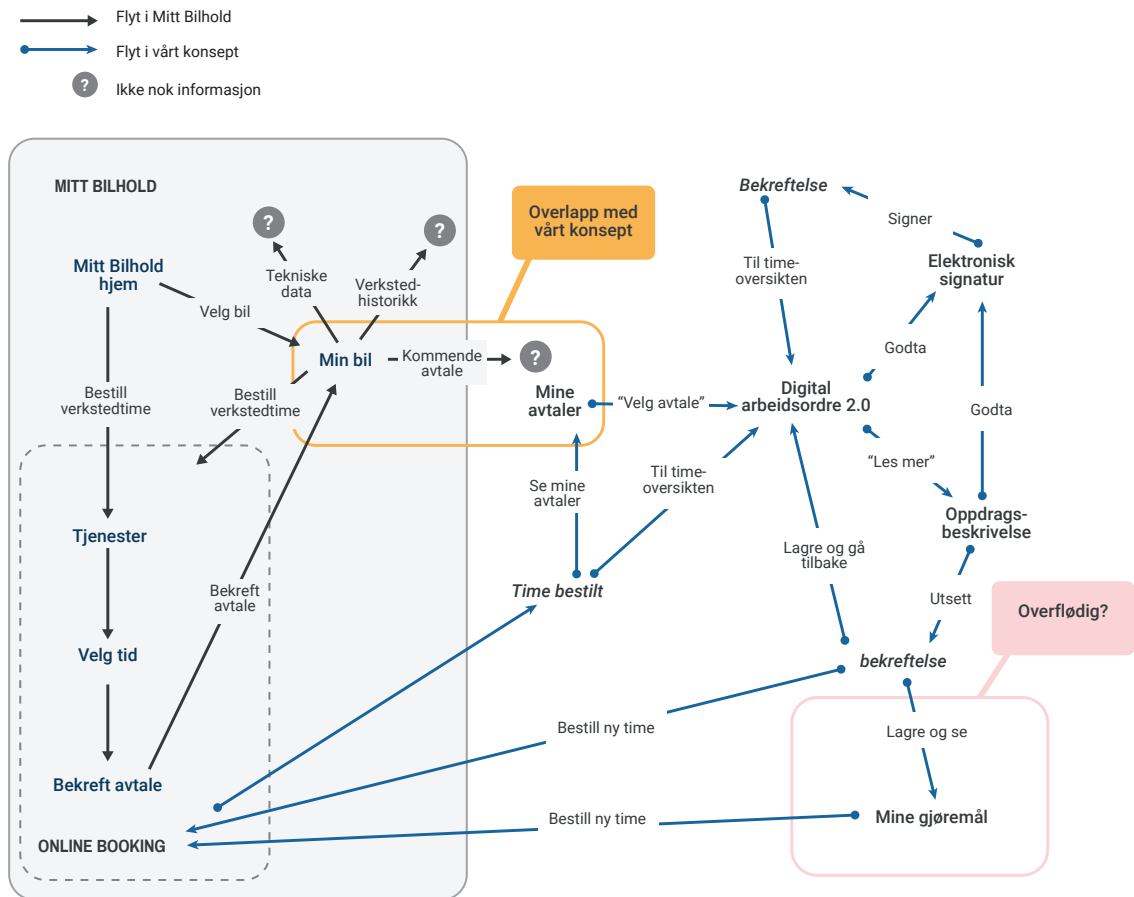 Flyt i Mitt Bilhold
Flyt i vårt konsept
?
Ikke nok informasjon
MITT BILHOLD
Mitt Bilhold
hjem
Velg bil
?
Tekniske
data
?
Verksted-
historikk
Overlapp med
vårt konsept
Min bil
Kommende
avtale
?
Mine
avtaler
Bestill
verkstedtime
Bestill
verkstedtime
Tjenester
Velg tid
Bekreft avtale
Bekreft
avtale
ONLINE BOOKING
"Velg avtale"
Bekreftelse
Signer
Til time-
oversikten
Elektronisk
signatur
Godta
Digital
arbeidsordre 2.0
Godta
"Les mer"
Til time-
oversikten
Se mine
avtaler
Oppdrags-
beskrivelse
Lagre og gå
tilbake
Time bestilt
Utsett
Overflødig?
bekreftelse
Bestill ny time
Lagre og se
Bestill ny time
Mine gjøremål